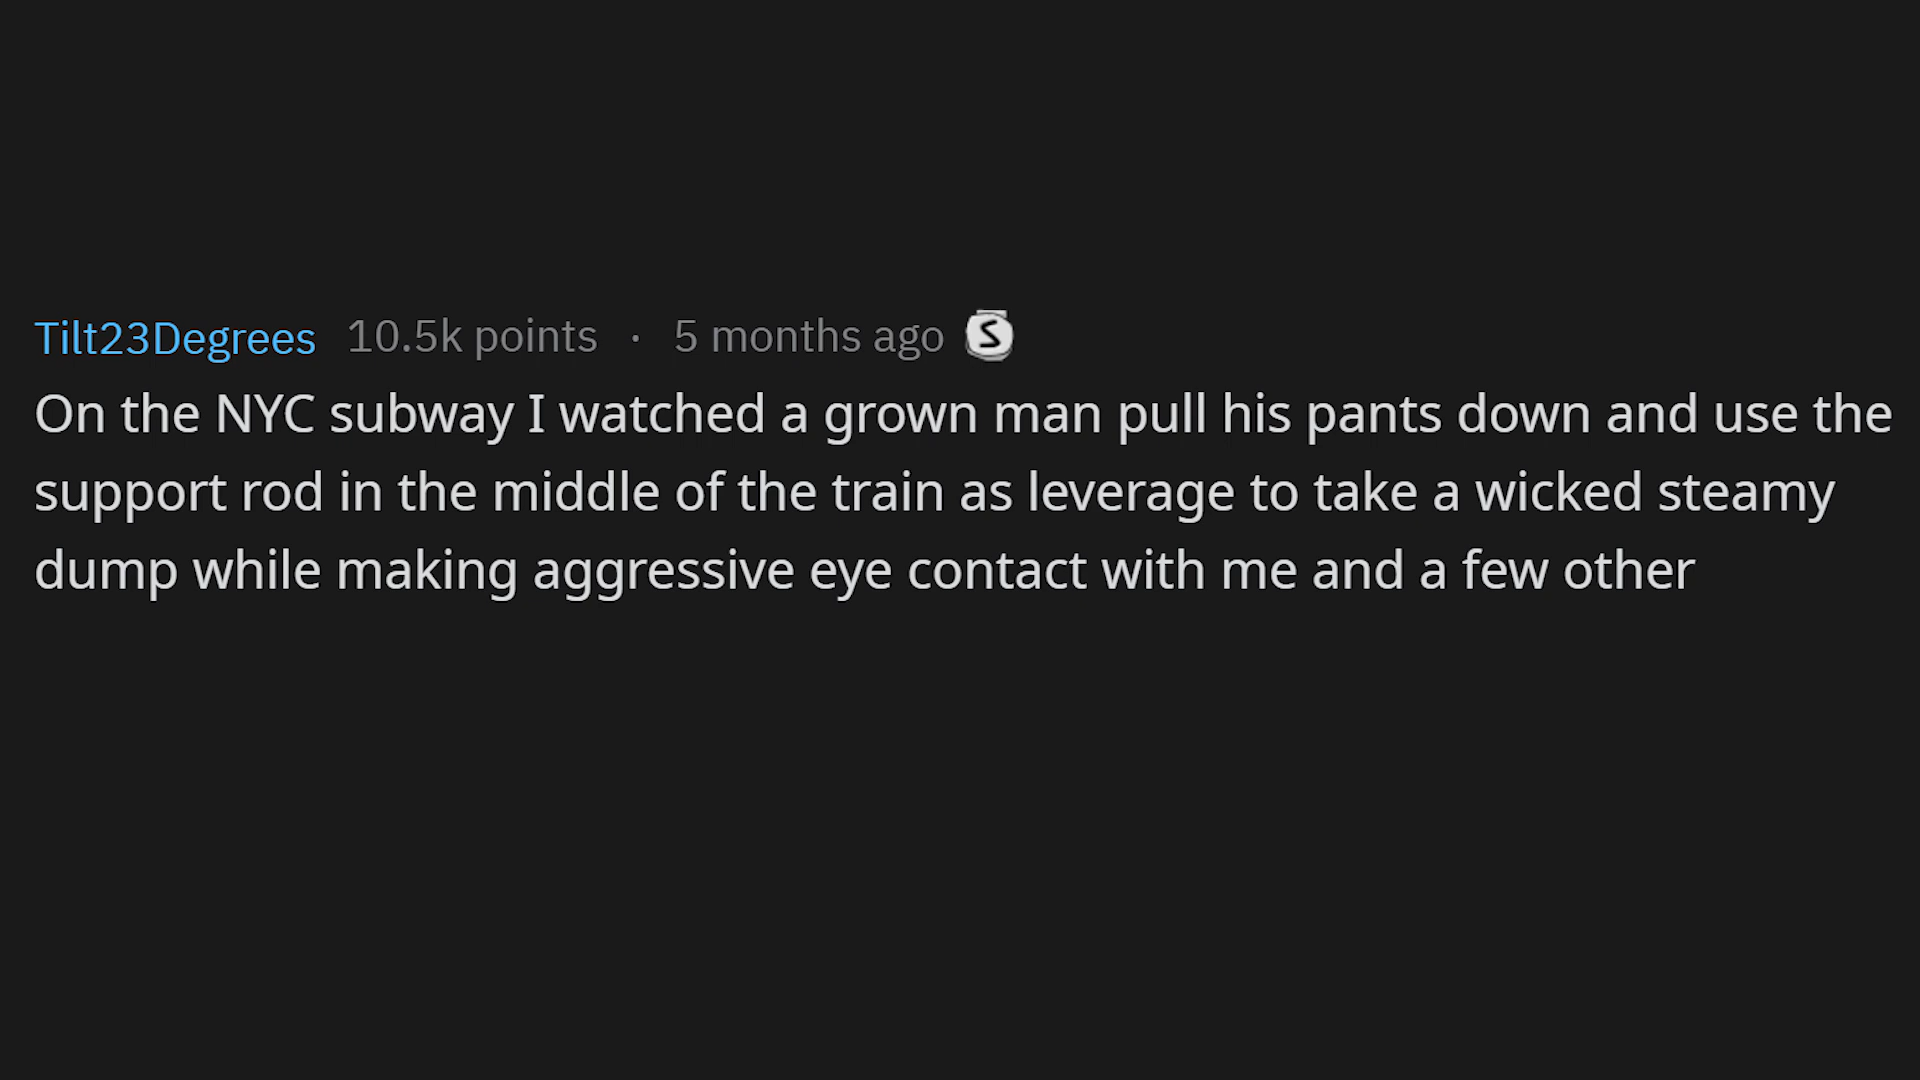 Tilt23Degrees 10.5k points · 5 months ago S
On the NYC subway I watched a grown man pull his pants down and use the
support rod in the middle of the train as leverage to take a wicked steamy
dump while making aggressive eye contact with me and a few other